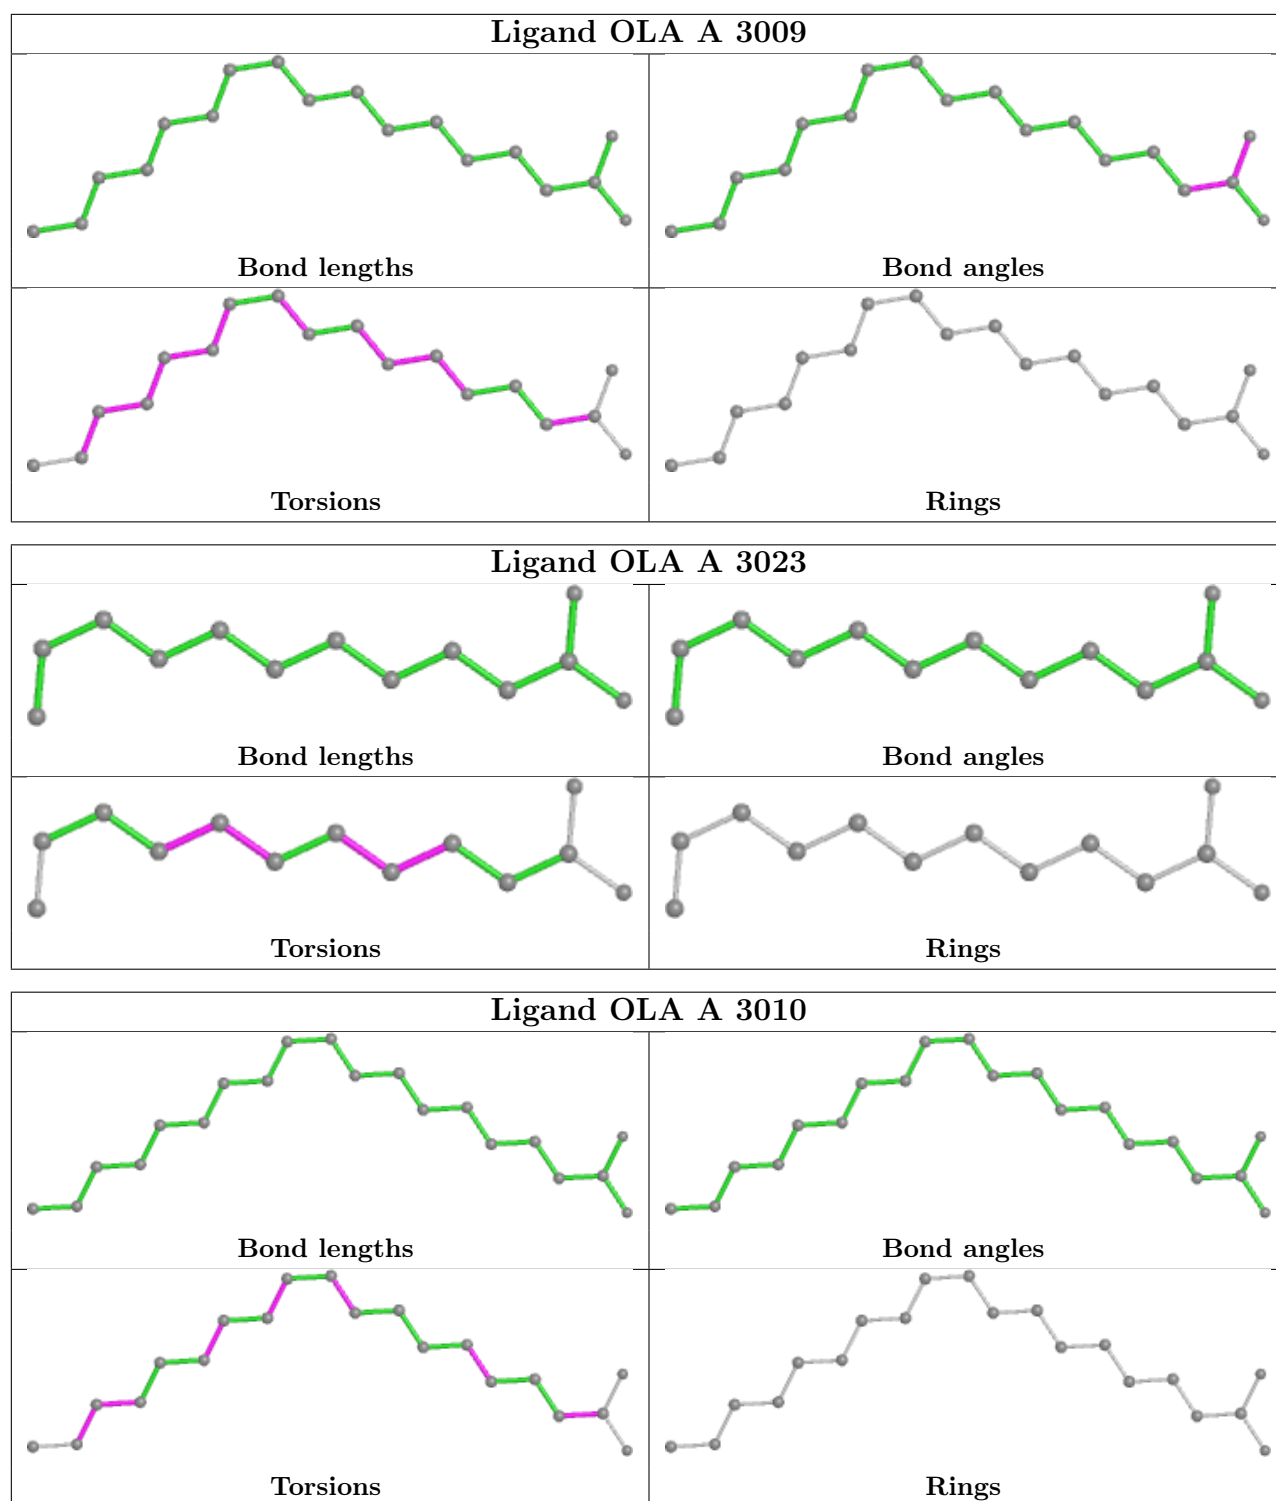 Ligand OLA A 3009
Bond lengths
Bond angles
Torsions
Rings
Ligand OLA A 3023
Bond lengths
Bond angles
Torsions
Rings
Ligand OLA A 3010
Bond lengths
Bond angles
Torsions
Rings